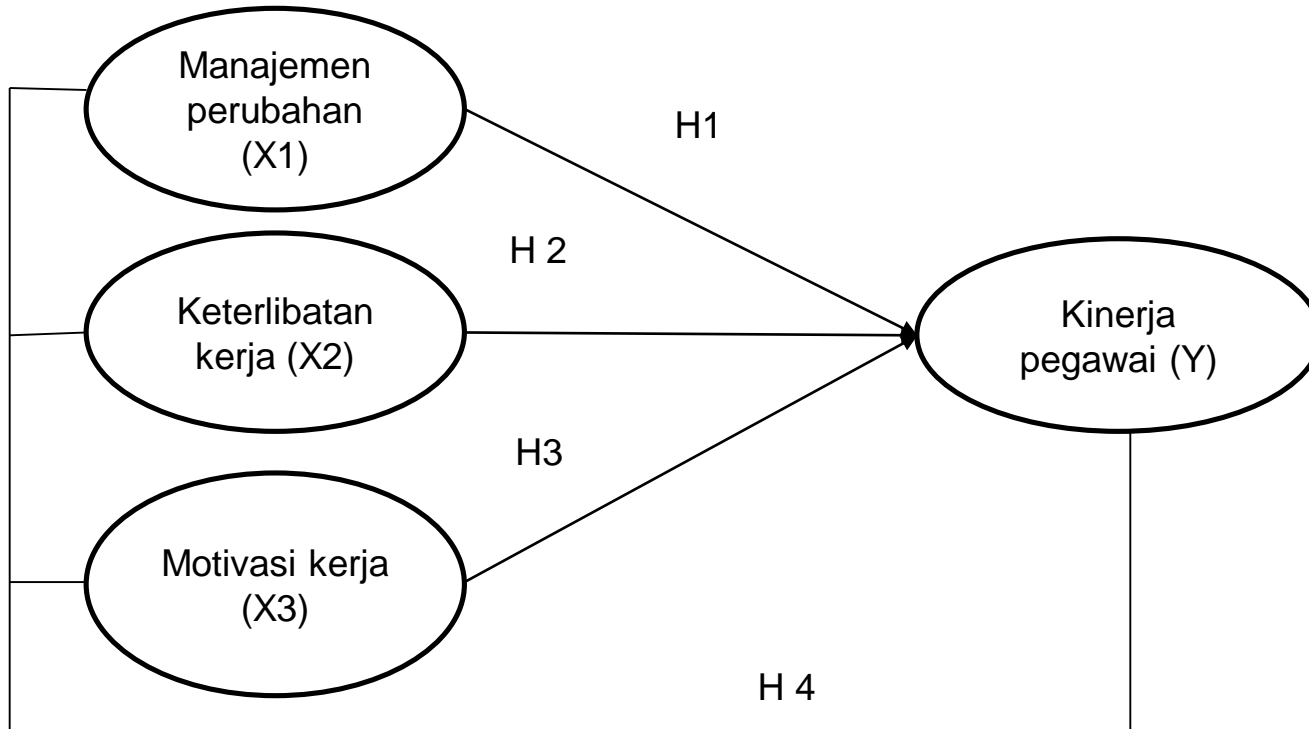 Manajemen
perubahan
(X1)
H1
H 2
Keterlibatan
kerja (X2)
Kinerja
pegawai (Y)
H3
Motivasi kerja
(X3)
H 4